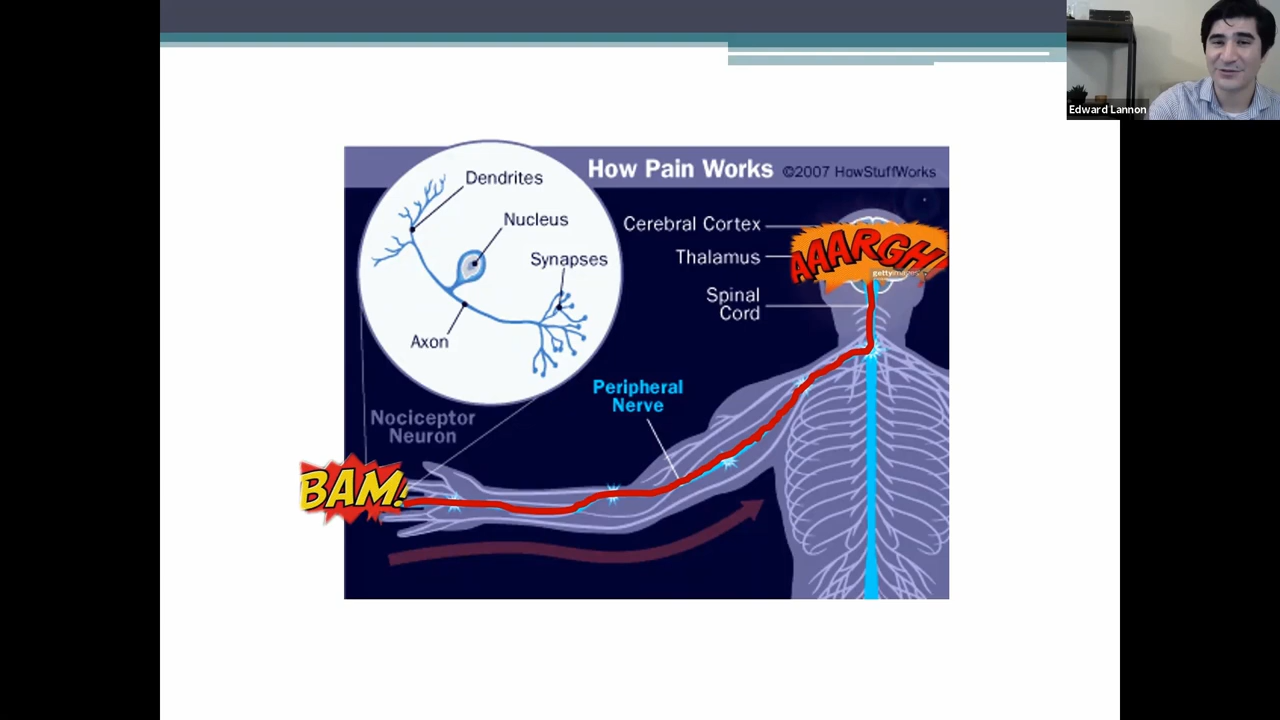 Edward Lannon
How Pain Works ©2007 HowStuffWorks
Dendrites
Nucleus
Synapses
Axon
Cerebral Cortex
Thalamus
Spinal
Cord
AAARGH!
gettyimages
Peripheral
Nerve
Nociceptor
Neuron
BAM!